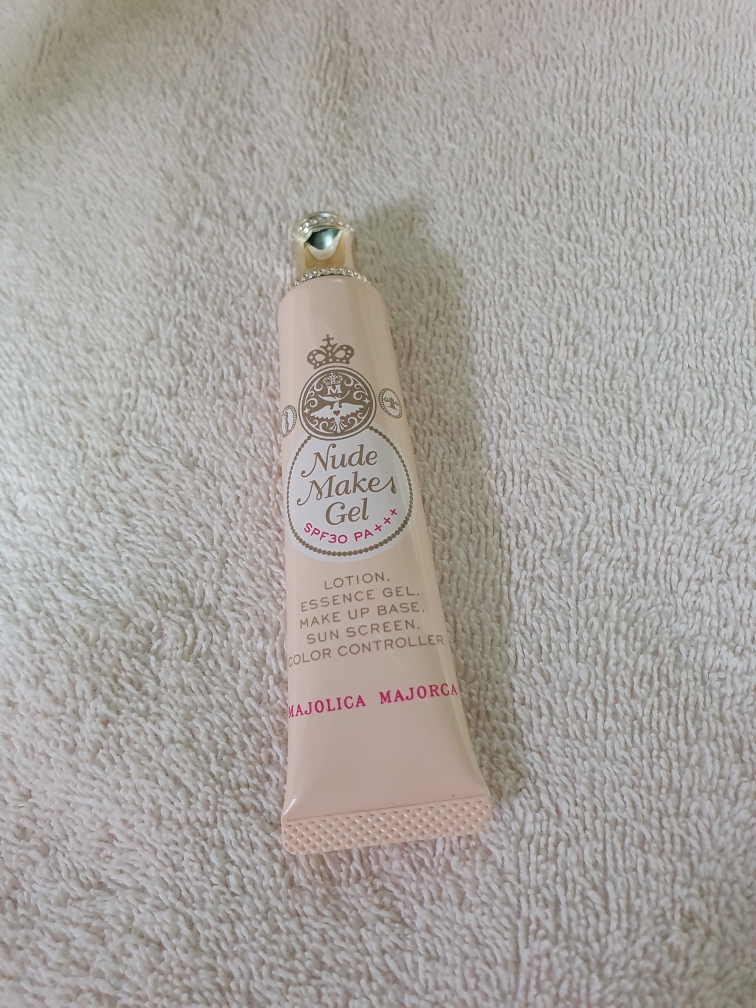 M
Nude
Make
Gel
SPF30 PA+++
LOTION,
ESSENCE GEL,
MAKE UP BASE,
SUN SCREEN,
COLOR CONTROLLER.
MAJOLICA MAJORCA